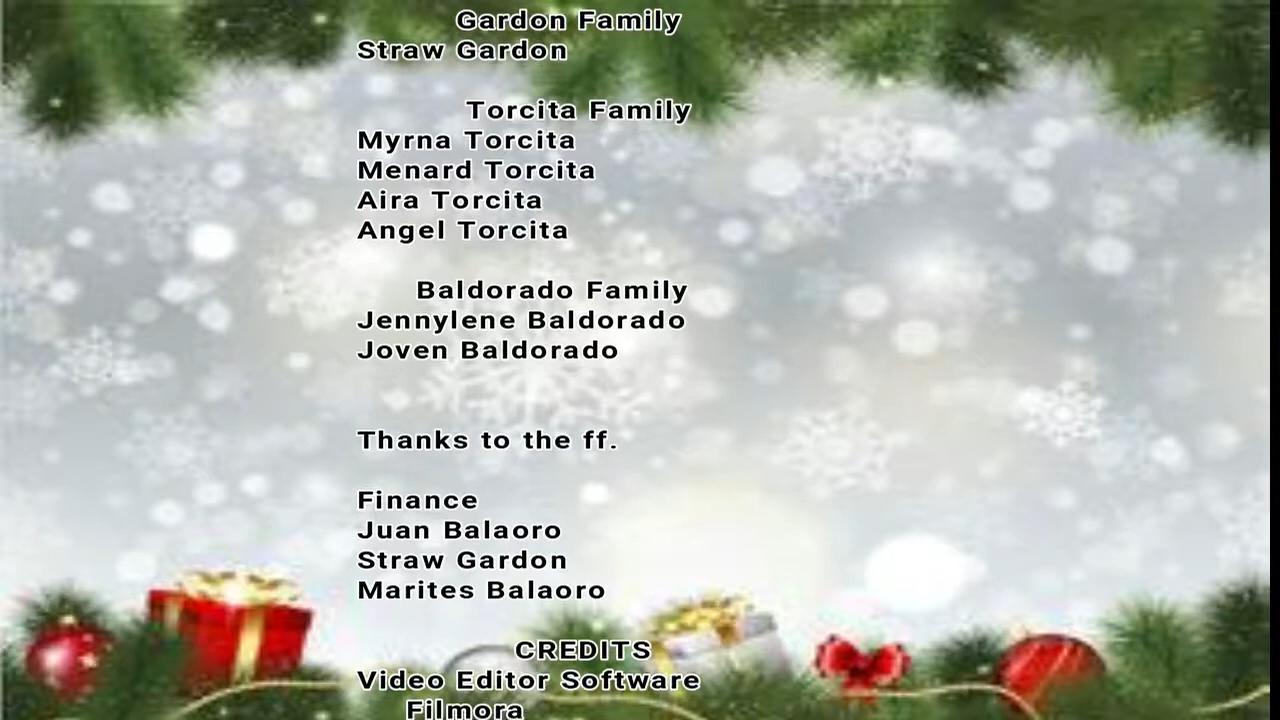 Gardon Family
Straw Gardon
Torcita Family
Myrna Torcita
Menard Torcita
Aira Torcita
Angel Torcita
Baldorado Family
Jennylene Baldorado
Joven Baldorado
Thanks to the ff.
Finance
Juan Balaoro
Straw Gardon
Marites Balaoro
CREDITS
Video Editor Software
Filmora